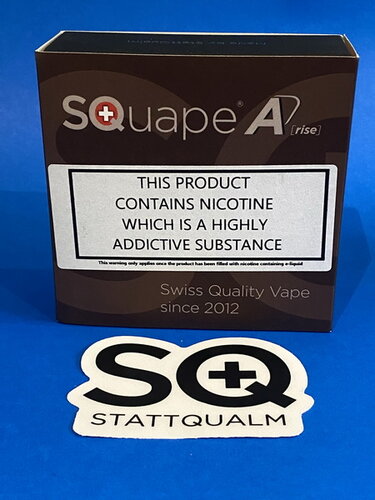 SQuape® A [rise]
THIS PRODUCT
CONTAINS NICOTINE
WHICH IS A HIGHLY
ADDICTIVE SUBSTANCE
This warning only applies once the product has been filled with nicotine containing e-liquid
Swiss Quality Vape
since 2012
SQ
STATTQUALM